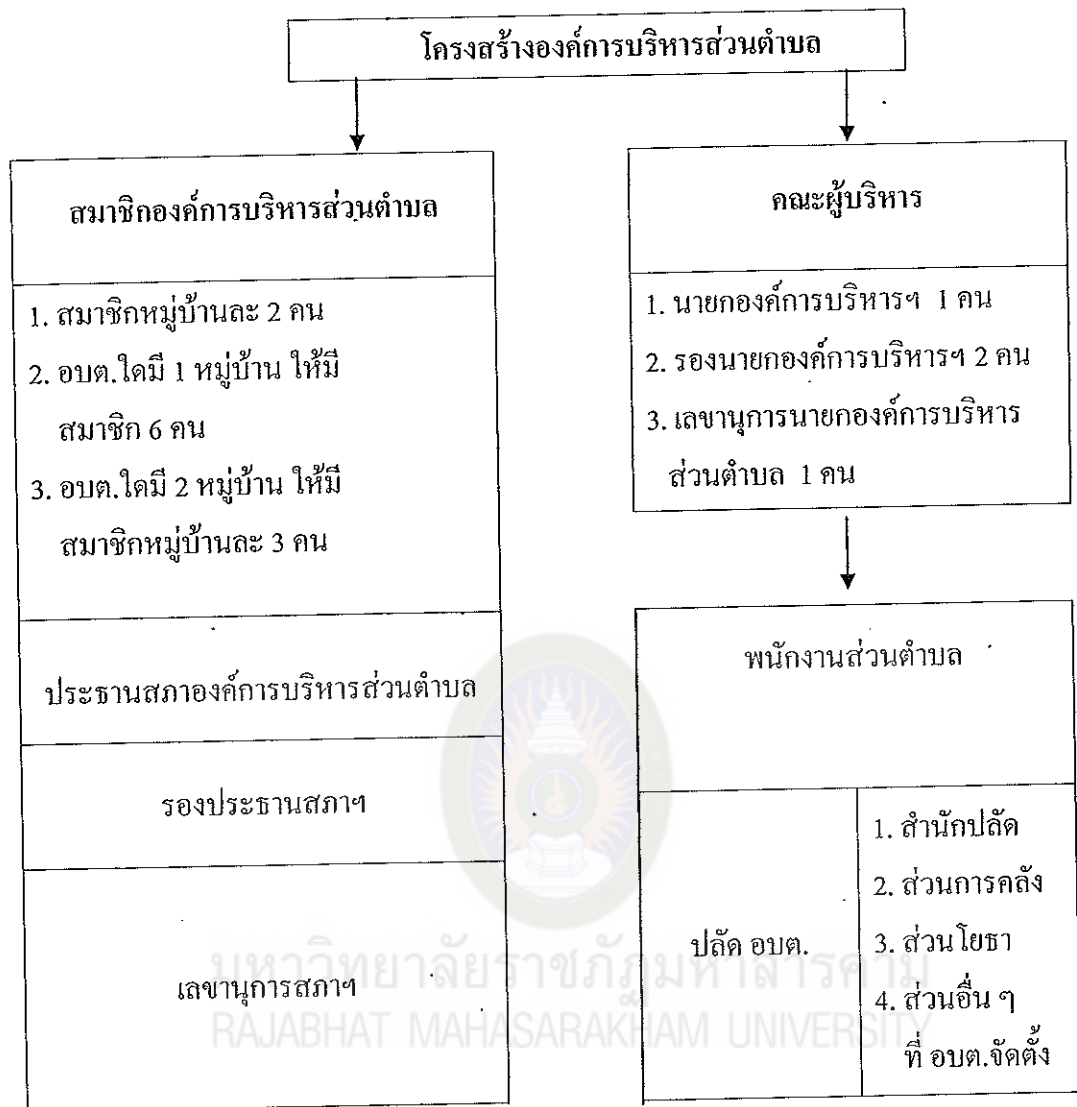 โครงสร้างองค์การบริหารส่วนตำบล
สมาชิกองค์การบริหารส่วนตำบล
1. สมาชิกหมู่บ้านละ 2 คน
2. อบต.ใดมี 1 หมู่บ้าน ให้มี
สมาชิก 6 คน
3. อบต.ใดมี 2 หมู่บ้าน ให้มี
สมาชิกหมู่บ้านละ 3 คน
ประธานสภาองค์การบริหารส่วนตำบล
รองประธานสภาฯ
เลขานุการสภาฯ
คณะผู้บริหาร
1. นายกองค์การบริหารฯ 1 คน
2. รองนายกองค์การบริหารฯ 2 คน
3. เลขานุการนายกองค์การบริหาร
ส่วนตำบล 1 คน
พนักงานส่วนตำบล
ปลัด อบต.
1. สำนักปลัด
2. ส่วนการคลัง
3. ส่วนโยธา
4. ส่วนอื่น ๆ
ที่ อบต.จัดตั้ง
มหาวิทยาลัยราชภัฏมหาสารคาม
RAJABHAT MAHASARAKHAM UNIVERSITY